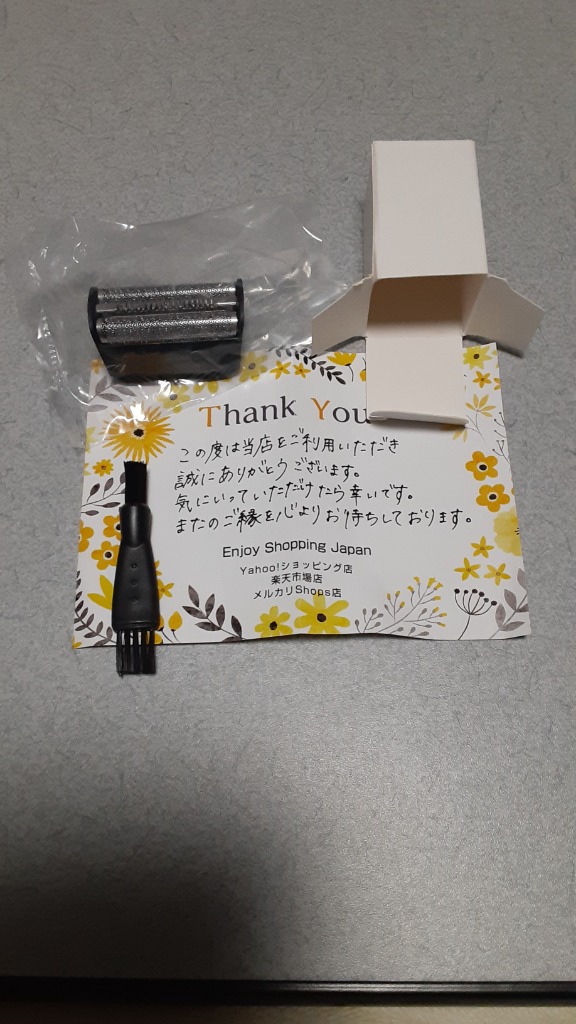 Thank You
この度は当店をご利用いただき
誠にありがとうございます。
気にいっていただけたら幸いです。
またのご縁を心よりお待ちしております。
Enjoy Shopping Japan
Yahoo!ショッピング店
楽天市場店
メルカリShops店